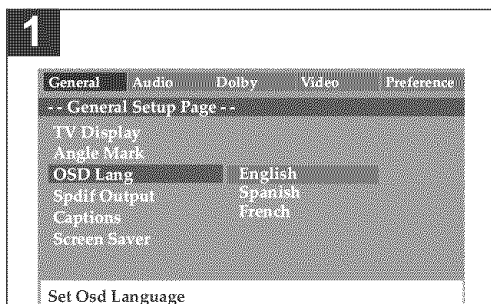 1
General Audio Dolby Video Preference
- - General Setup Page - -
TV Display
Angle Mark
OSD Lang English
Spdif Output Spanish
Captions French
Screen Saver
Set Osd Language